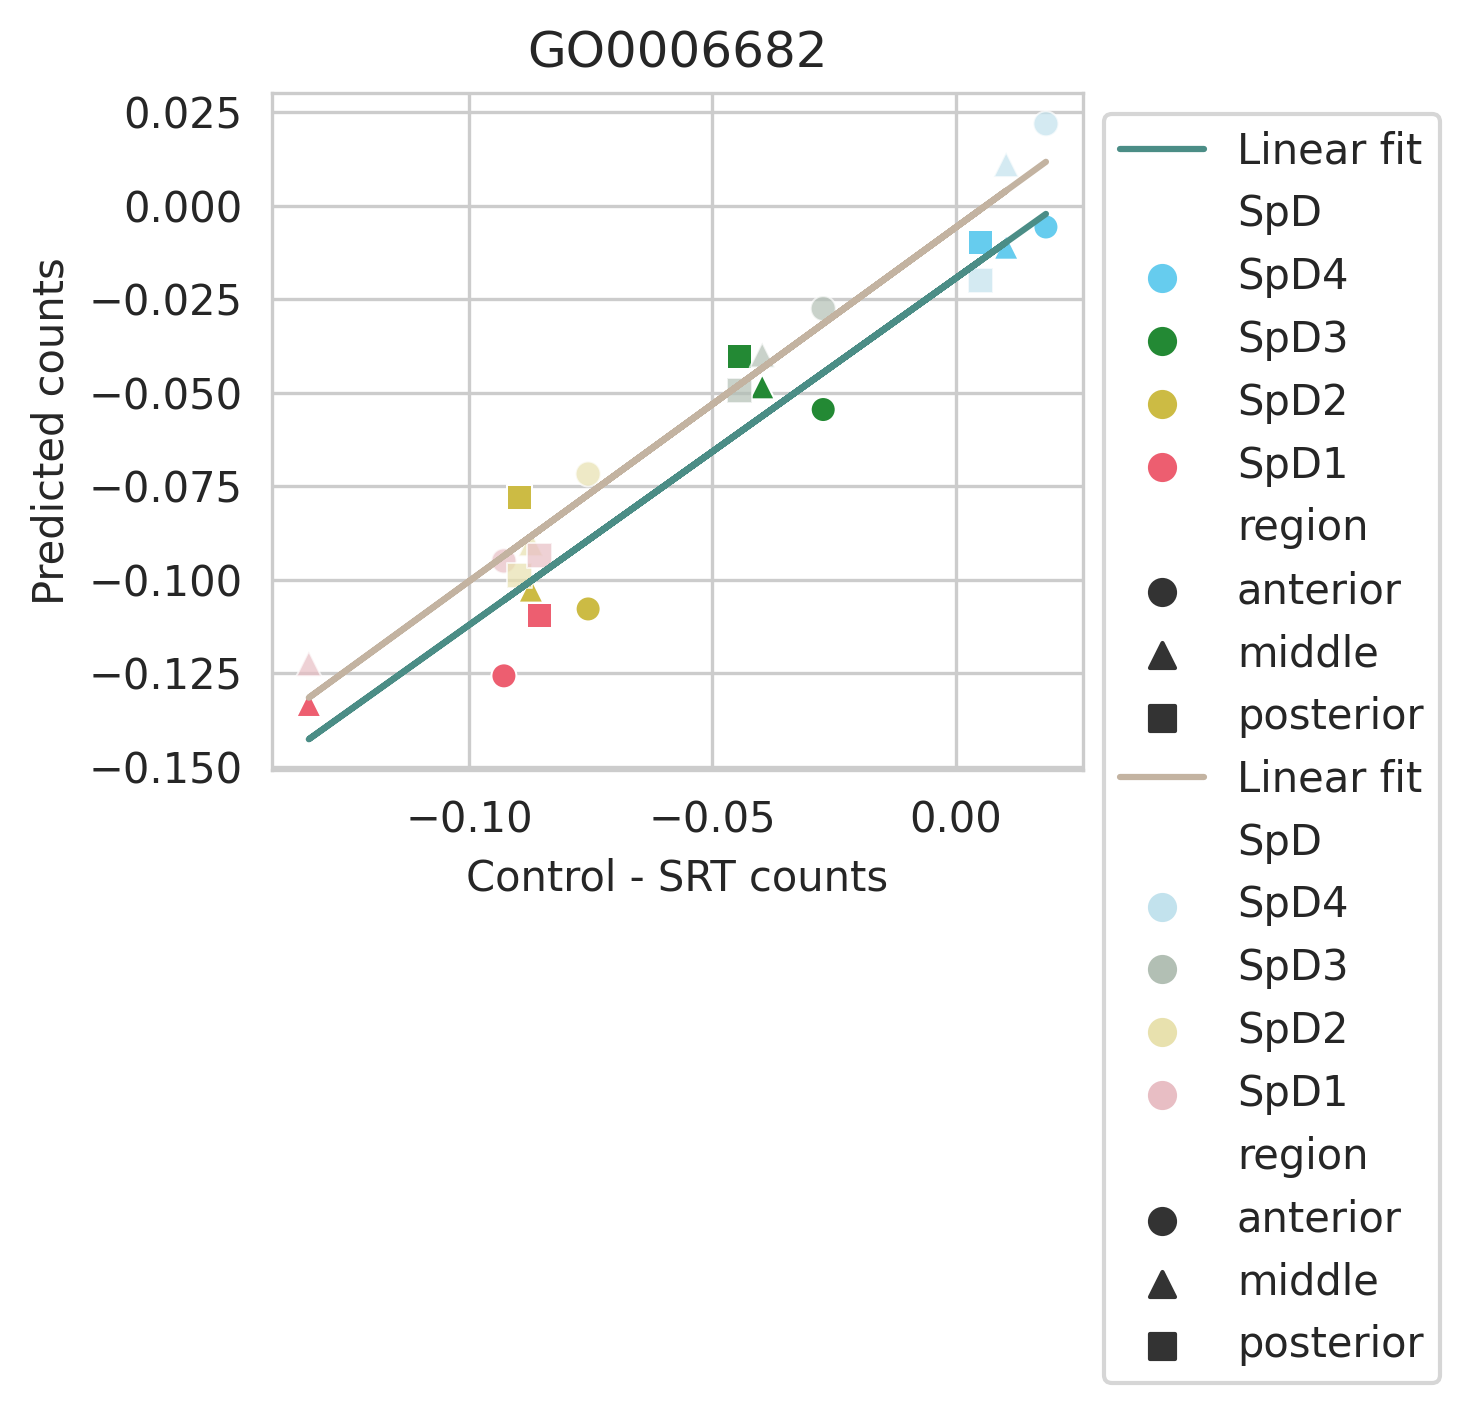 GO0006682
0.025
0.000
−0.025
−0.050
−0.075
−0.100
−0.125
−0.150
Predicted counts
−0.10
−0.05
0.00
Control - SRT counts
Linear fit
SpD
SpD4
SpD3
SpD2
SpD1
region
anterior
middle
posterior
Linear fit
SpD
SpD4
SpD3
SpD2
SpD1
region
anterior
middle
posterior